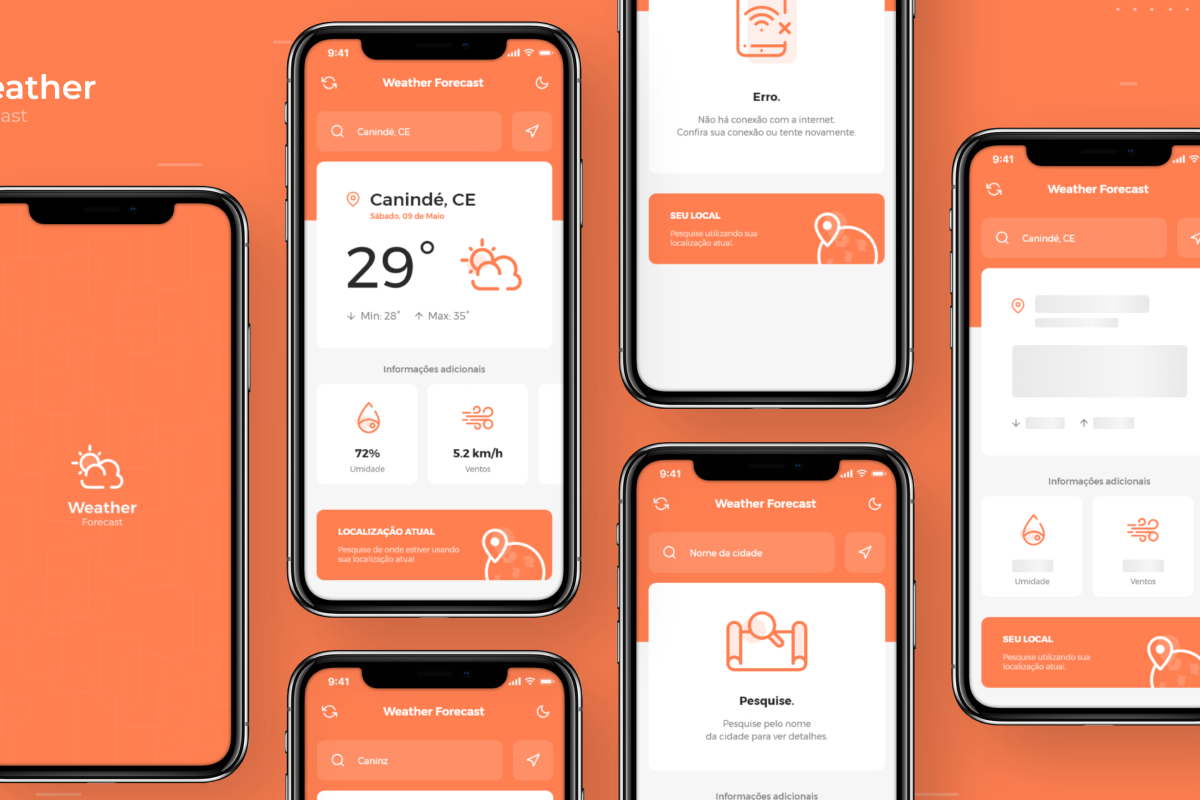 eather
ast
Weather
Forecast
9:41
Weather Forecast
Canindé, CE
Canindé, CE
Sábado, 09 de Maio
29°
Min: 28° Max: 35°
Informações adicionais
72%
Umidade
5.2 km/h
Ventos
LOCALIZAÇÃO ATUAL
Pesquise de onde estiver usando
sua localização atual
9:41
Weather Forecast
Caninz
Erro.
Não há conexão com a internet.
Confira sua conexão ou tente novamente.
SEU LOCAL
Pesquise utilizando sua
localização atual.
9:41
Weather Forecast
Nome da cidade
Pesquise.
Pesquise pelo nome
da cidade para ver detalhes.
Informações adicionais
9:41
Weather Forecast
Canindé, CE
Informações adicionais
Umidade
Ventos
SEU LOCAL
Pesquise utilizando sua
localização atual.